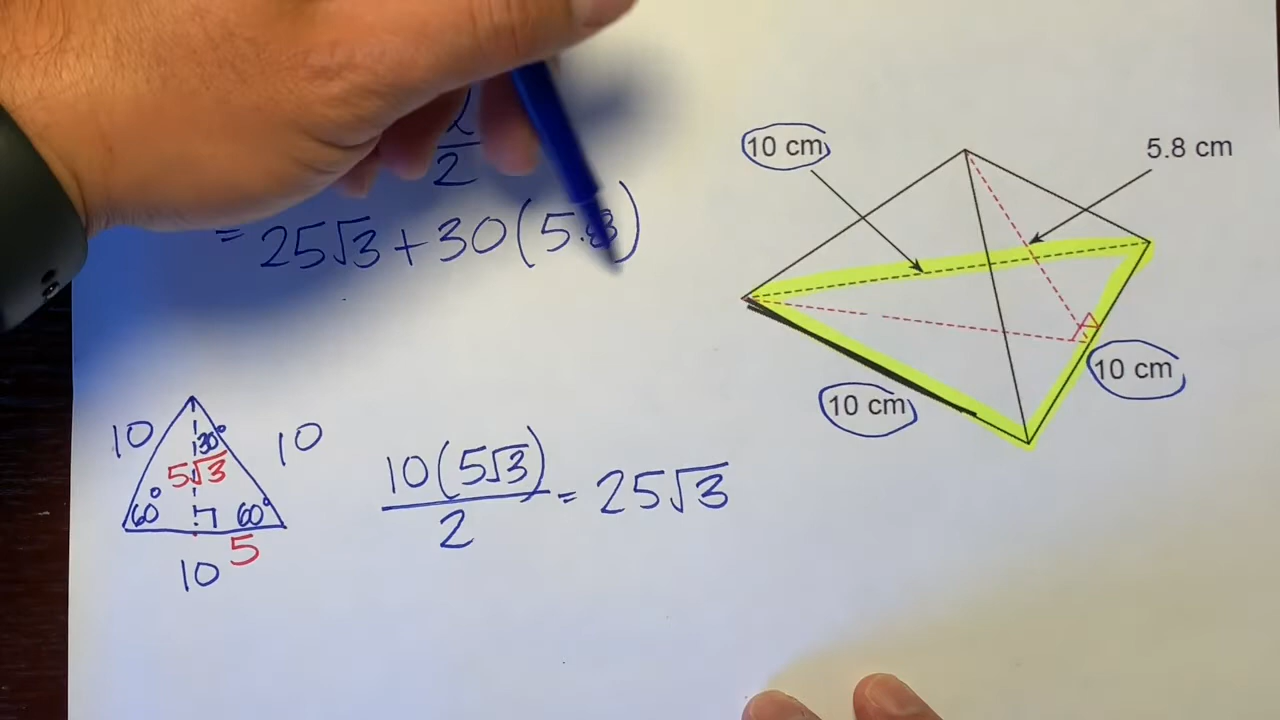 2
= 25√3 + 30(5.8)
10 cm
5.8 cm
10 cm
10 cm
10
30°
10
5√3
60°
60°
5
10
10(5√3)
2
= 25√3